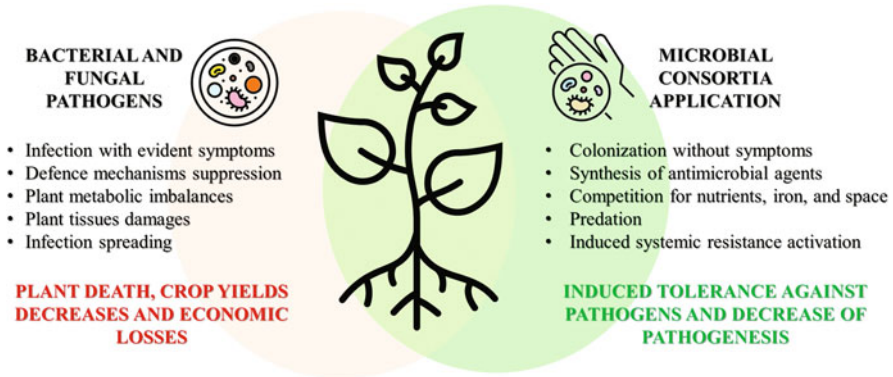 BACTERIAL AND
FUNGAL
PATHOGENS
• Infection with evident symptoms
• Defence mechanisms suppression
• Plant metabolic imbalances
• Plant tissues damages
• Infection spreading
PLANT DEATH, CROP YIELDS
DECREASES AND ECONOMIC
LOSSES
MICROBIAL
CONSORTIA
APPLICATION
• Colonization without symptoms
• Synthesis of antimicrobial agents
• Competition for nutrients, iron, and space
• Predation
• Induced systemic resistance activation
INDUCED TOLERANCE AGAINST
PATHOGENS AND DECREASE OF
PATHOGENESIS